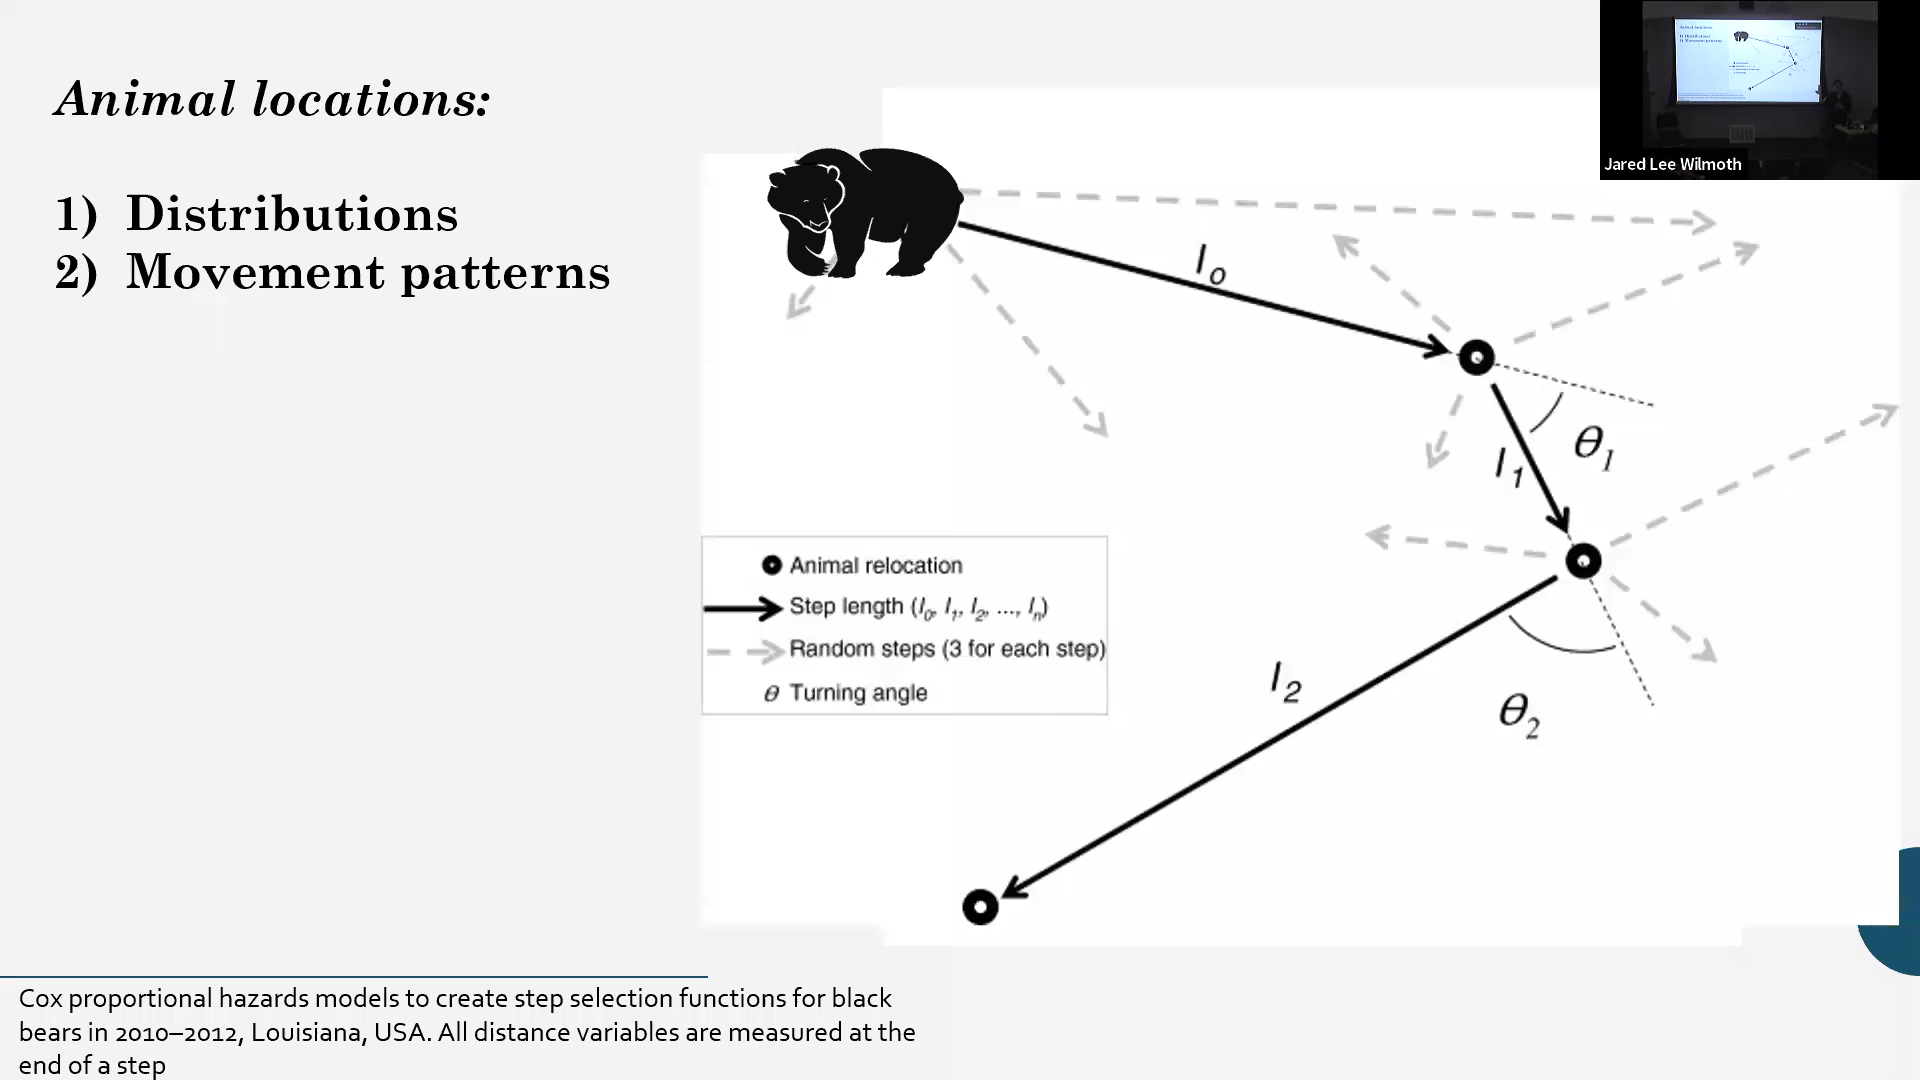 Animal locations:
1) Distributions
2) Movement patterns
Jared Lee Wilmoth
l0
θ1
l1
l2
θ2
Animal relocation
Step length (l0, l1, l2, ..., ln)
Random steps (3 for each step)
θ Turning angle
Cox proportional hazards models to create step selection functions for black
bears in 2010–2012, Louisiana, USA. All distance variables are measured at the
end of a step